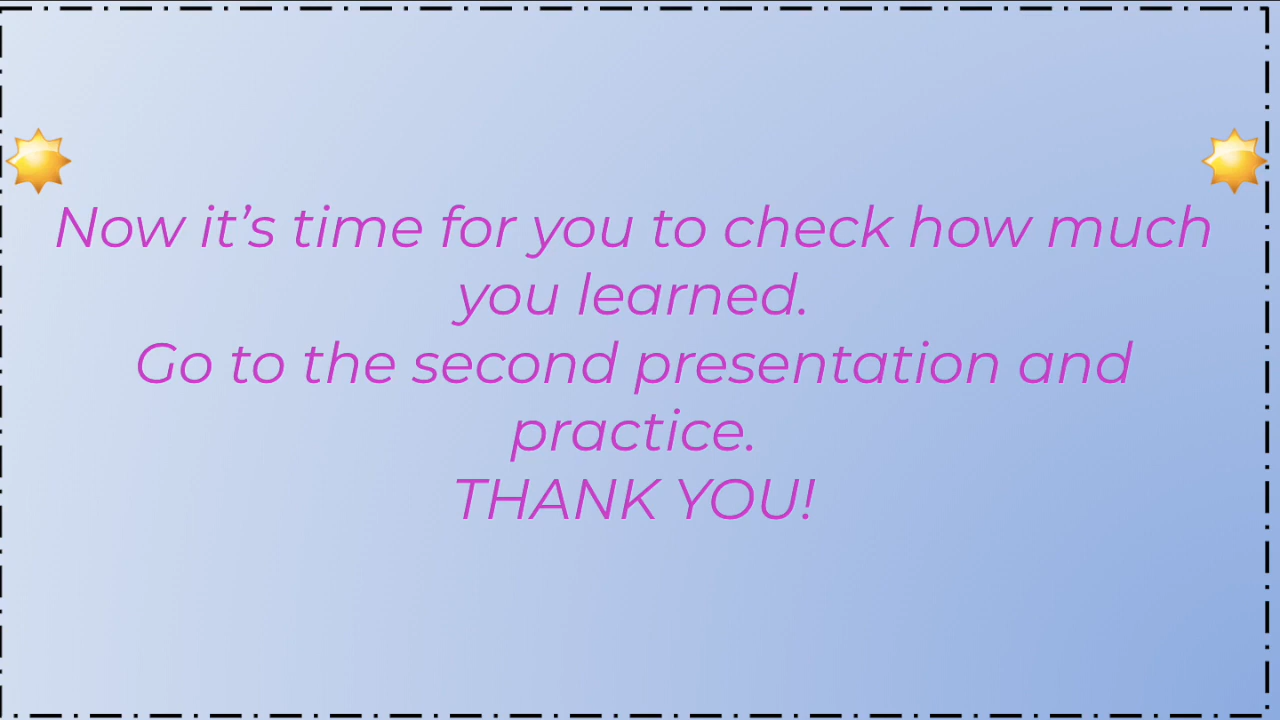 Now it’s time for you to check how much
you learned.
Go to the second presentation and
practice.
THANK YOU!